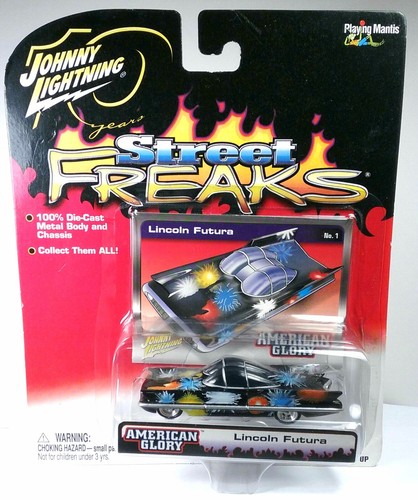 Johnny
Lightning®
years
Playing Mantis
Street
Freaks®
100% Die-Cast
Metal Body and
Chassis
Collect Them ALL!
Lincoln Futura
No. 1
Johnny
Lightning
AMERICAN
GLORY
AMERICAN
GLORY
Lincoln Futura
WARNING:
CHOKING HAZARD— small
Not for children under 3 yrs.
UP